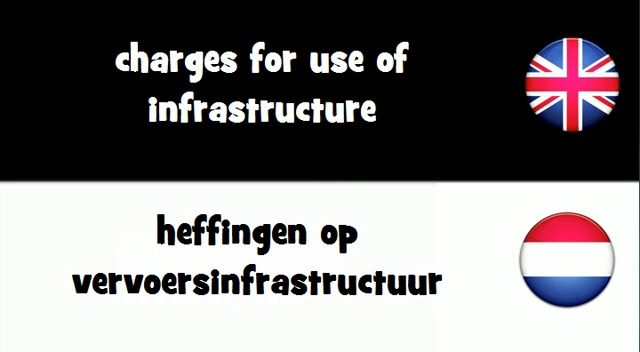 charges for use of
infrastructure
heffingen op
vervoersinfrastructuur